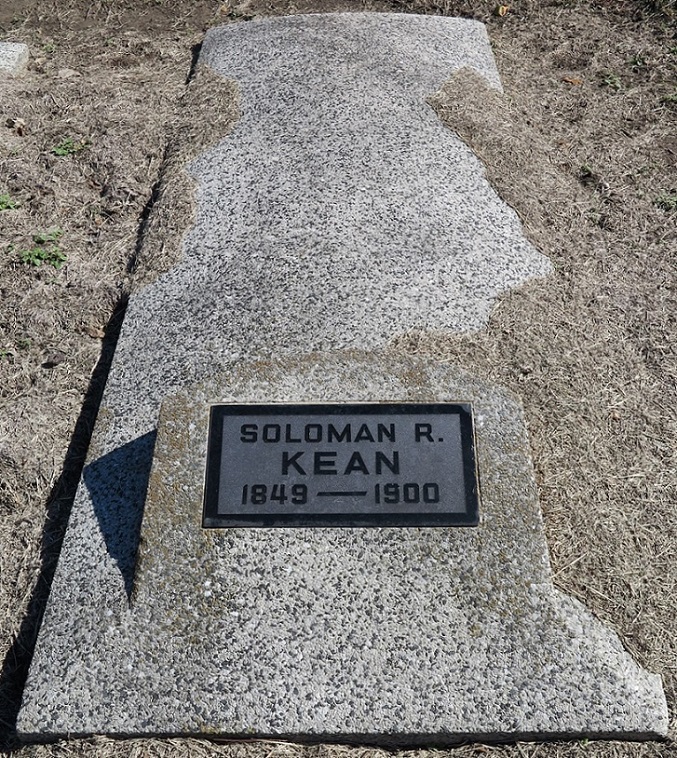 SOLOMAN R.
KEAN
1849 — 1900